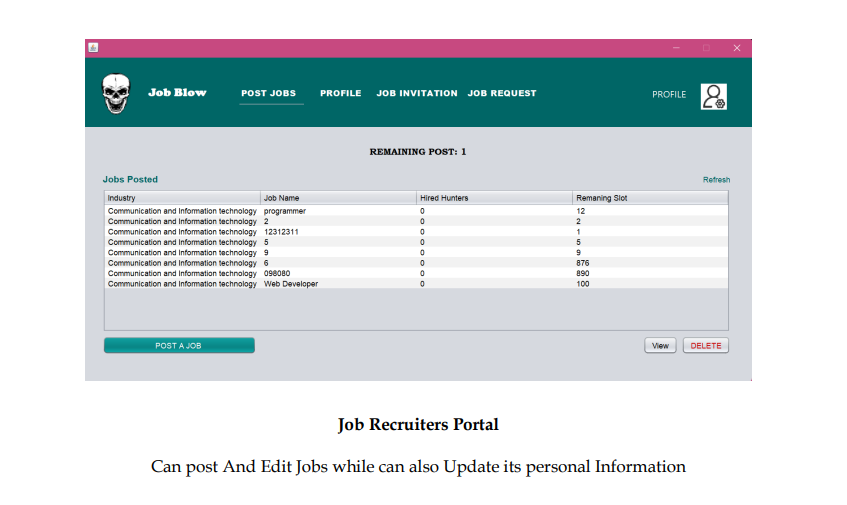 Job Blow POST JOBS PROFILE JOB INVITATION JOB REQUEST PROFILE
REMAINING POST: 1
Jobs Posted Refresh
Industry Job Name Hired Hunters Remaning Slot
Communication and Information technology programmer 0 12
Communication and Information technology 2 0 2
Communication and Information technology 12312311 0 1
Communication and Information technology 5 0 5
Communication and Information technology 9 0 9
Communication and Information technology 6 0 876
Communication and Information technology 098080 0 890
Communication and Information technology Web Developer 0 100
POST A JOB View DELETE
Job Recruiters Portal
Can post And Edit Jobs while can also Update its personal Information